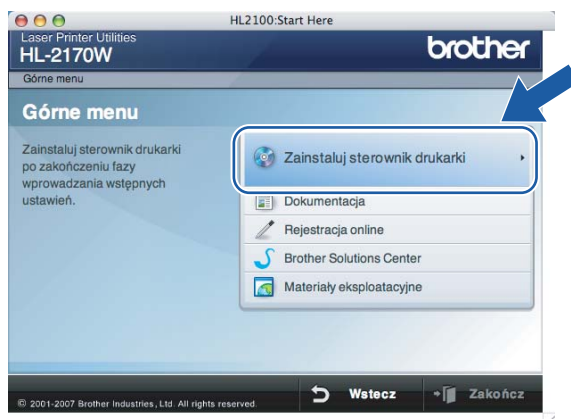 HL2100:Start Here
Laser Printer Utilities
HL-2170W
brother
Górne menu
Górne menu
Zainstaluj sterownik drukarki
po zakończeniu fazy
wprowadzania wstępnych
ustawień.
Zainstaluj sterownik drukarki
Dokumentacja
Rejestracja online
Brother Solutions Center
Materiały eksploatacyjne
© 2001-2007 Brother Industries, Ltd. All rights reserved.
Wstecz
Zakończ